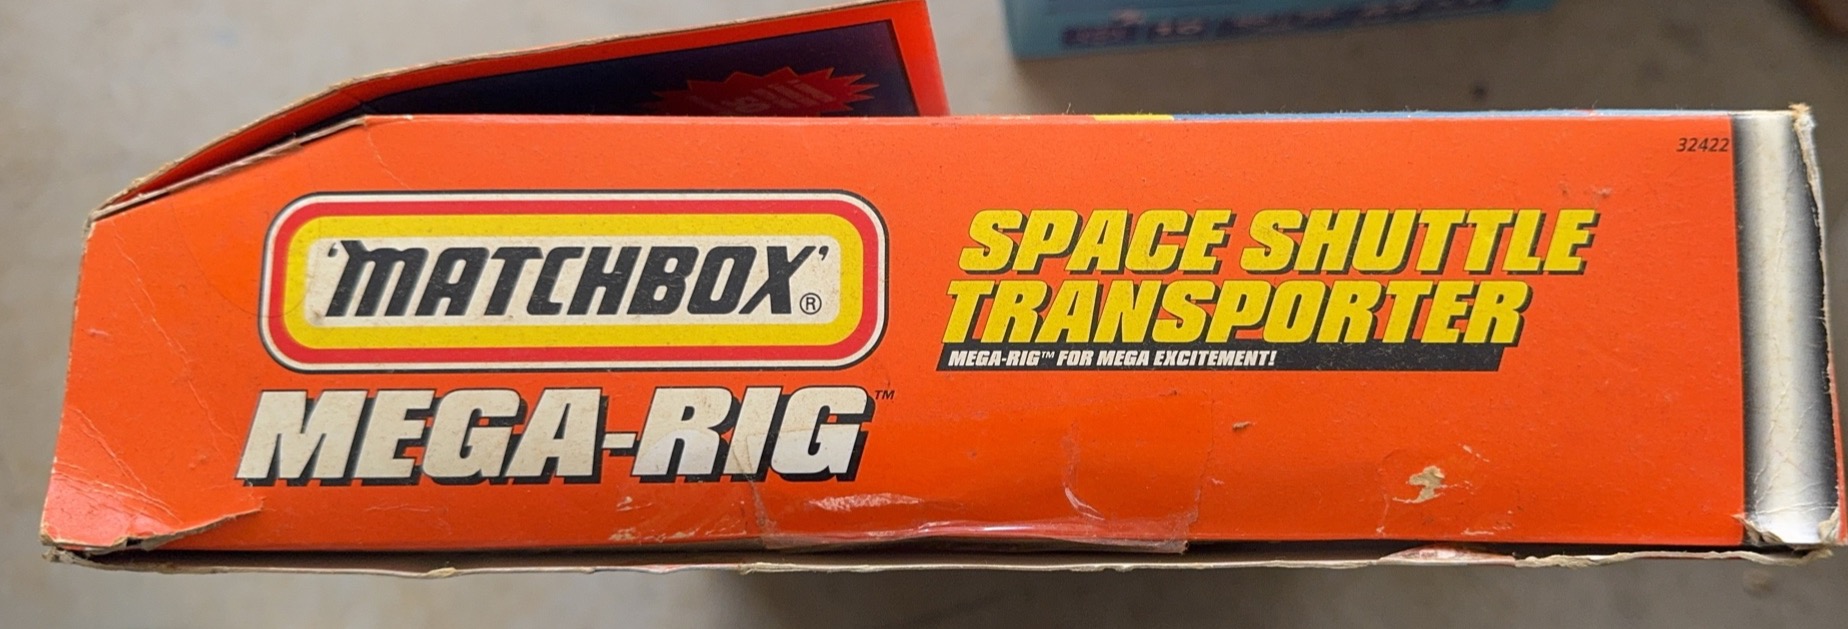 32422
'MATCHBOX'®
MEGA-RIG™
SPACE SHUTTLE
TRANSPORTER
MEGA-RIG™ FOR MEGA EXCITEMENT!